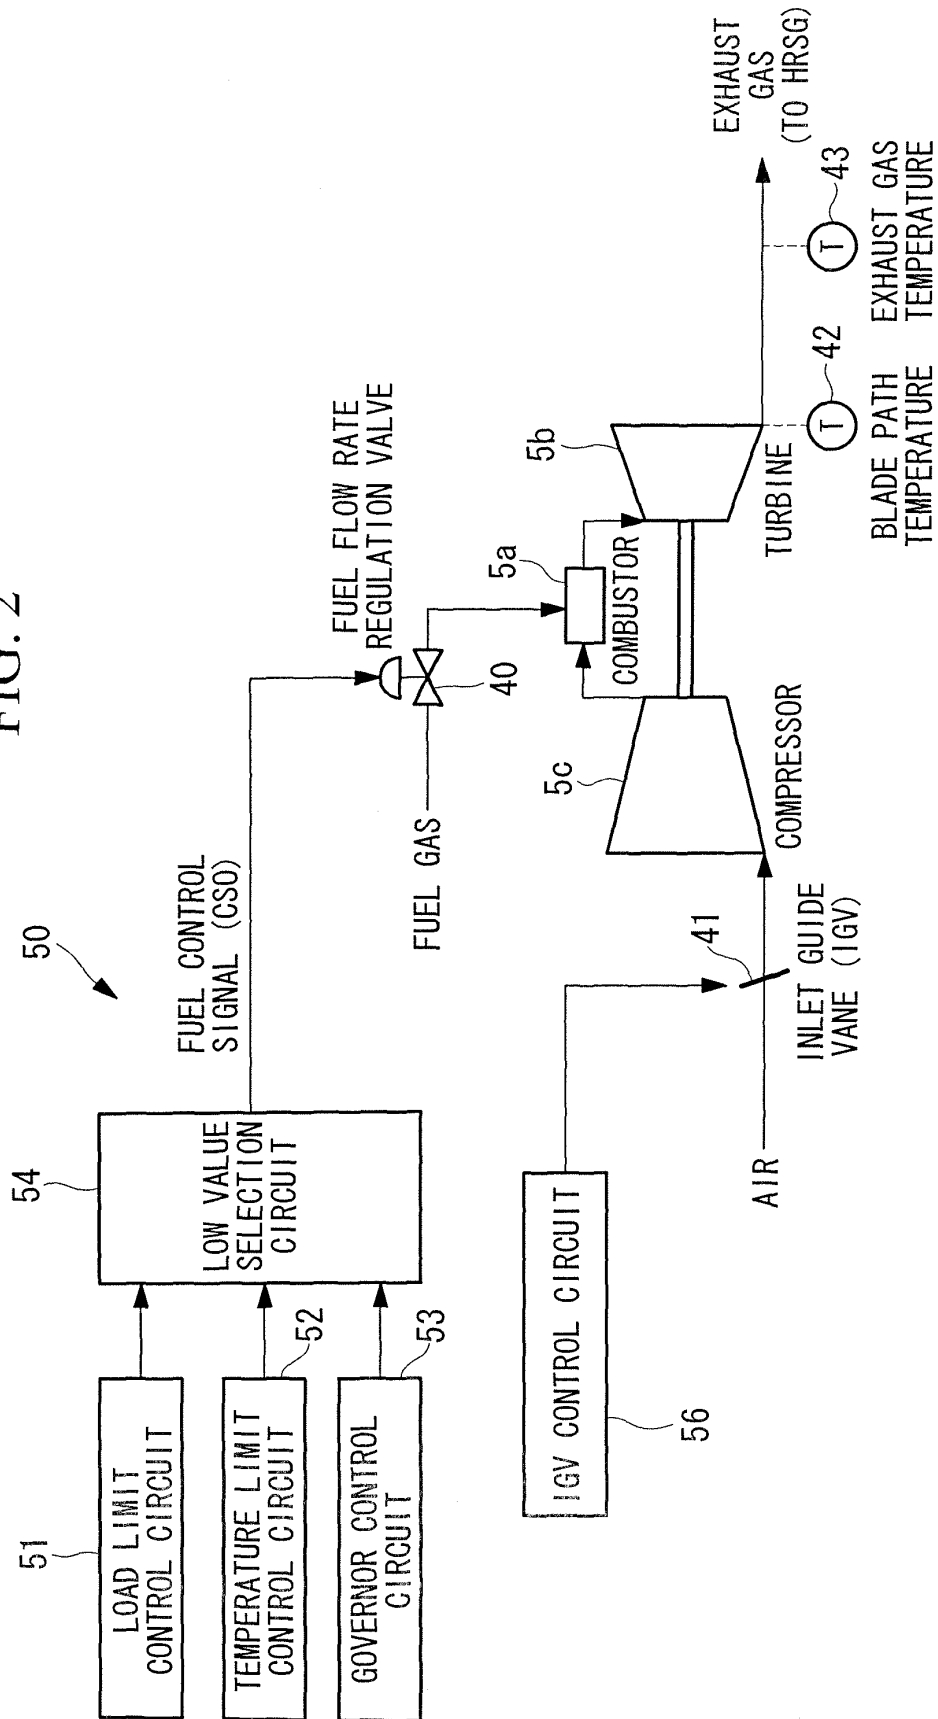 FIG. 2
50
51
LOAD LIMIT
CONTROL CIRCUIT
TEMPERATURE LIMIT
CONTROL CIRCUIT
52
GOVERNOR CONTROL
CIRCUIT
53
54
LOW VALUE
SELECTION
CIRCUIT
FUEL CONTROL
SIGNAL (CSO)
FUEL FLOW RATE
REGULATION VALVE
40
FUEL GAS
5a
COMBUSTOR
5b
TURBINE
5c
COMPRESSOR
IGV CONTROL CIRCUIT
56
41
INLET GUIDE
VANE (IGV)
AIR
EXHAUST
GAS
(TO HRSG)
T
42
BLADE PATH
TEMPERATURE
T
43
EXHAUST GAS
TEMPERATURE